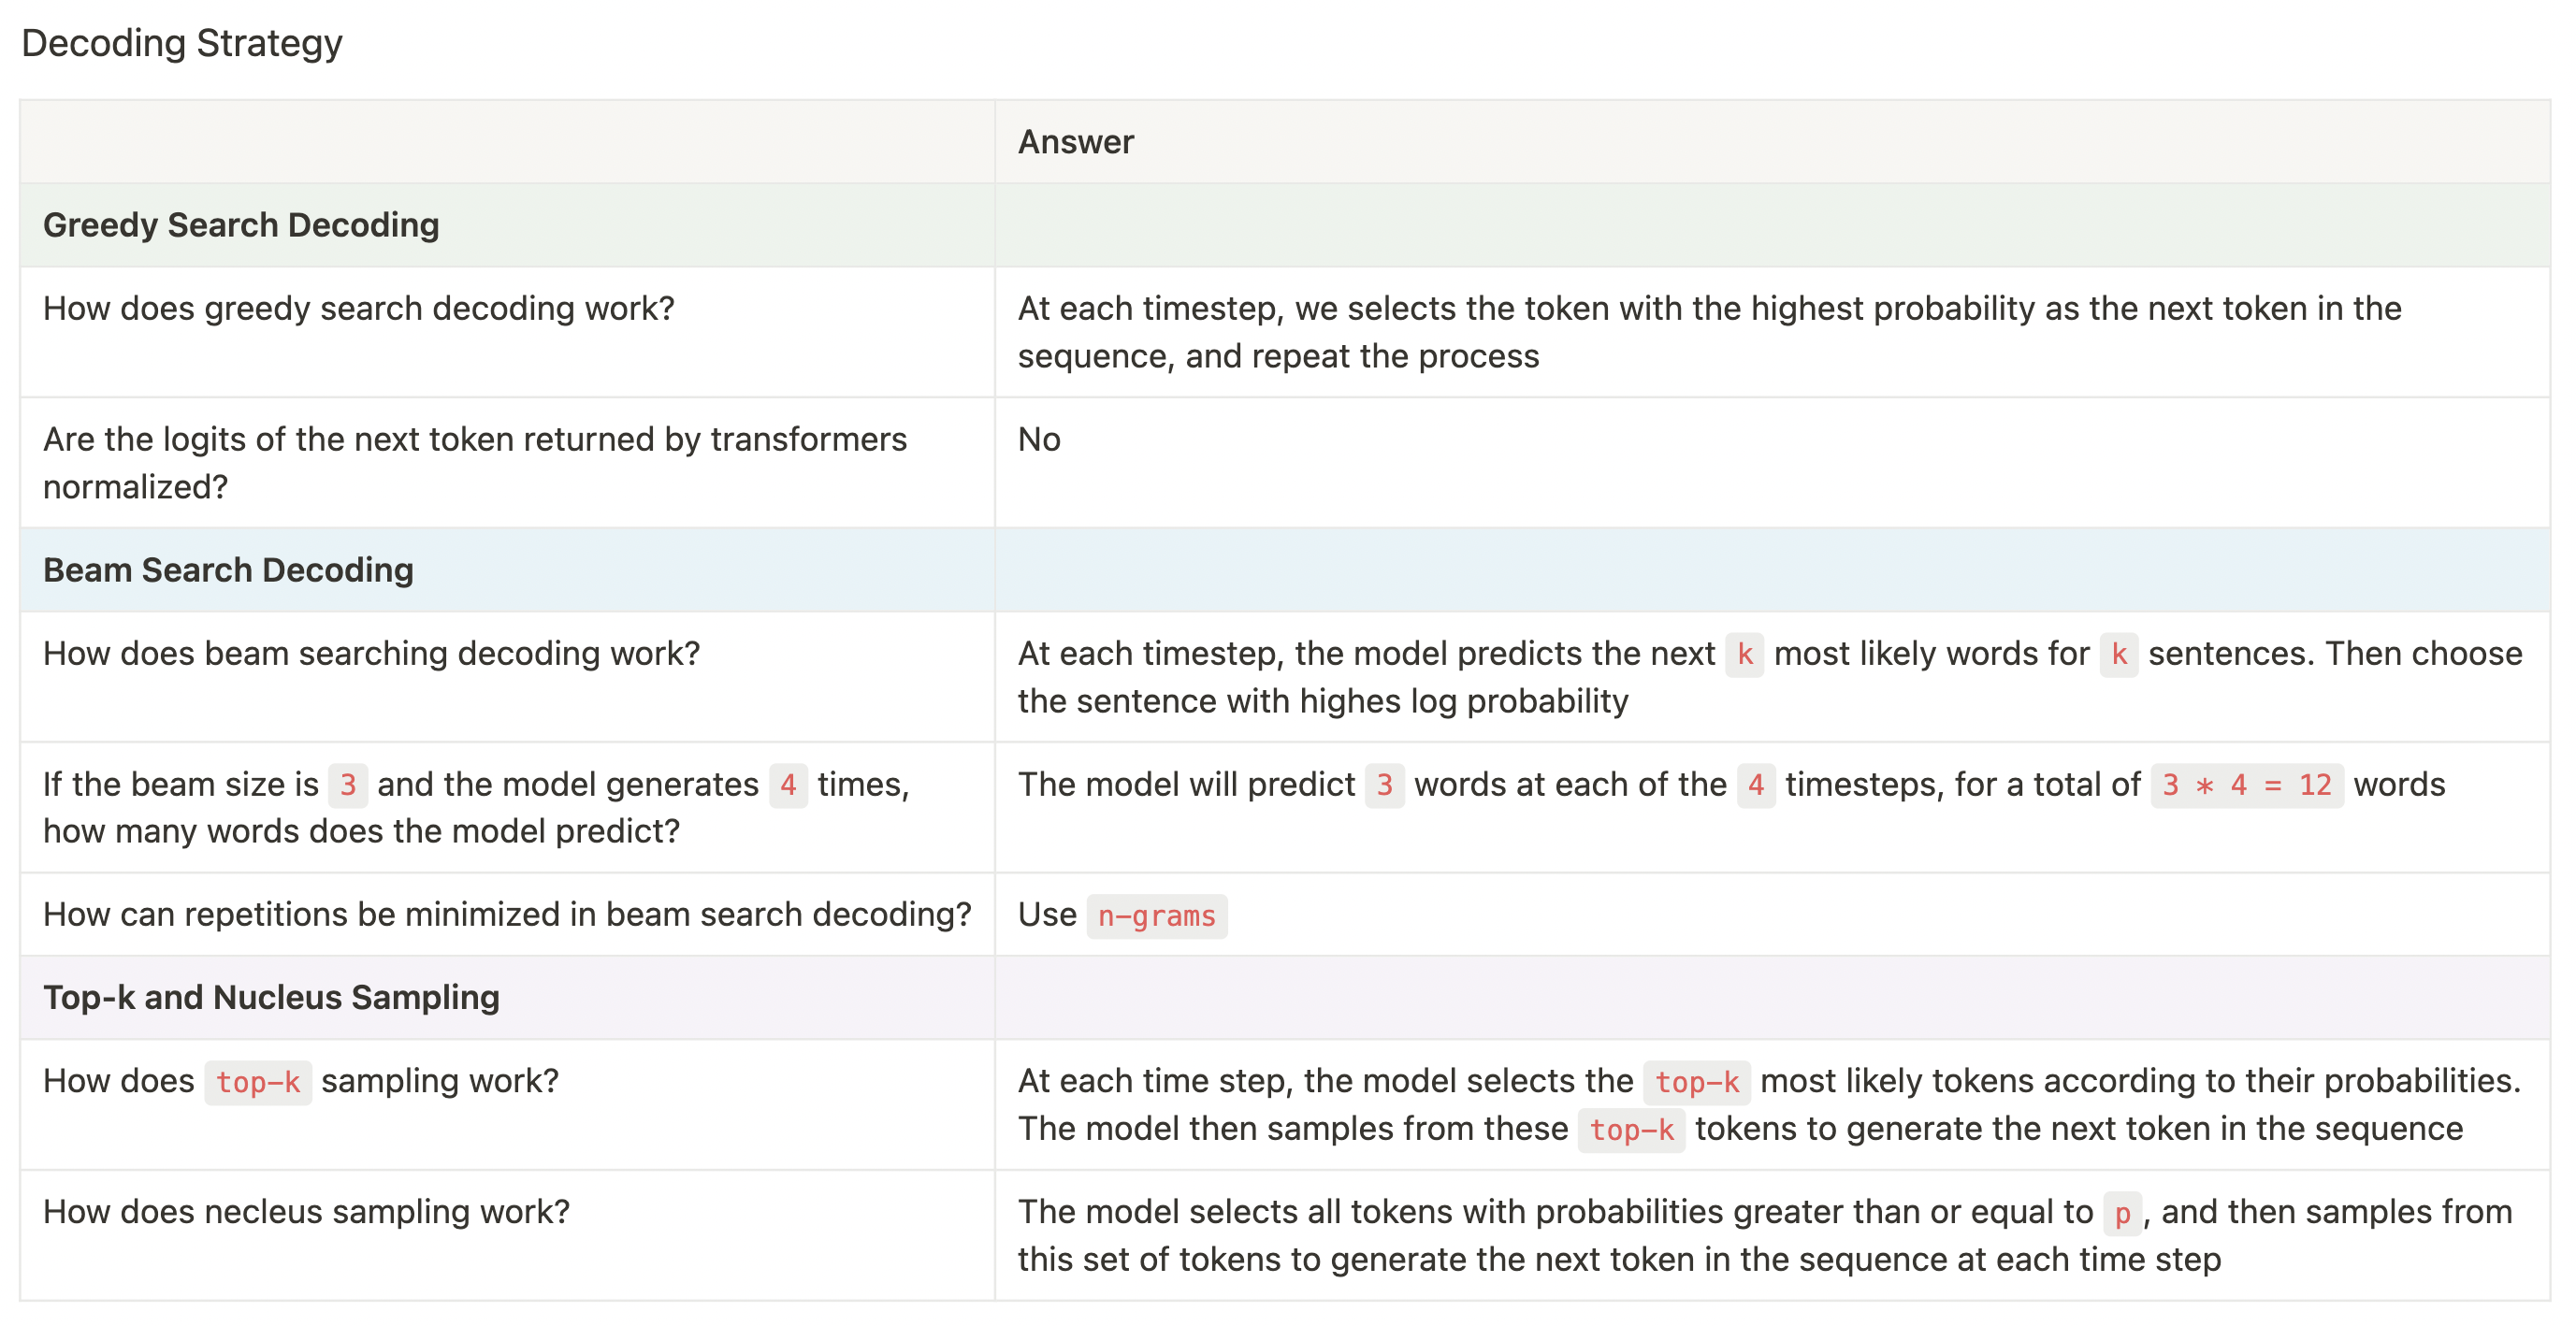 Decoding Strategy
Answer
Greedy Search Decoding
How does greedy search decoding work?
At each timestep, we selects the token with the highest probability as the next token in the
sequence, and repeat the process
Are the logits of the next token returned by transformers
normalized?
No
Beam Search Decoding
How does beam searching decoding work?
At each timestep, the model predicts the next k most likely words for k sentences. Then choose
the sentence with highes log probability
If the beam size is 3 and the model generates 4 times,
how many words does the model predict?
The model will predict 3 words at each of the 4 timesteps, for a total of 3 * 4 = 12 words
How can repetitions be minimized in beam search decoding?
Use n-grams
Top-k and Nucleus Sampling
How does top-k sampling work?
At each time step, the model selects the top-k most likely tokens according to their probabilities.
The model then samples from these top-k tokens to generate the next token in the sequence
How does necleus sampling work?
The model selects all tokens with probabilities greater than or equal to p, and then samples from
this set of tokens to generate the next token in the sequence at each time step